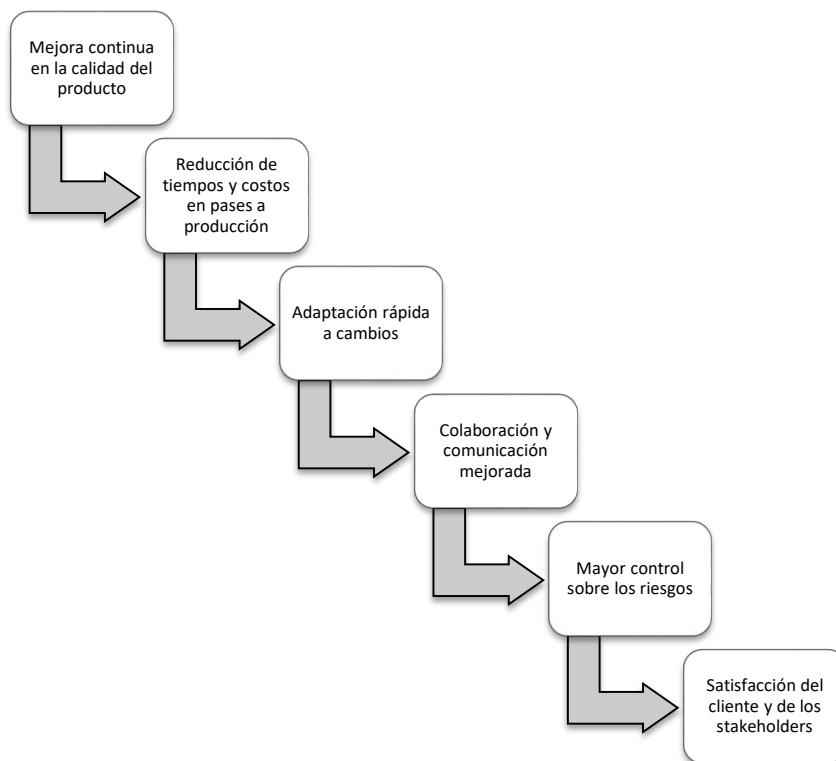 Mejora continua
en la calidad del
producto
Reducción de
tiempos y costos
en pases a
producción
Adaptación rápida
a cambios
Colaboración y
comunicación
mejorada
Mayor control
sobre los riesgos
Satisfacción del
cliente y de los
stakeholders